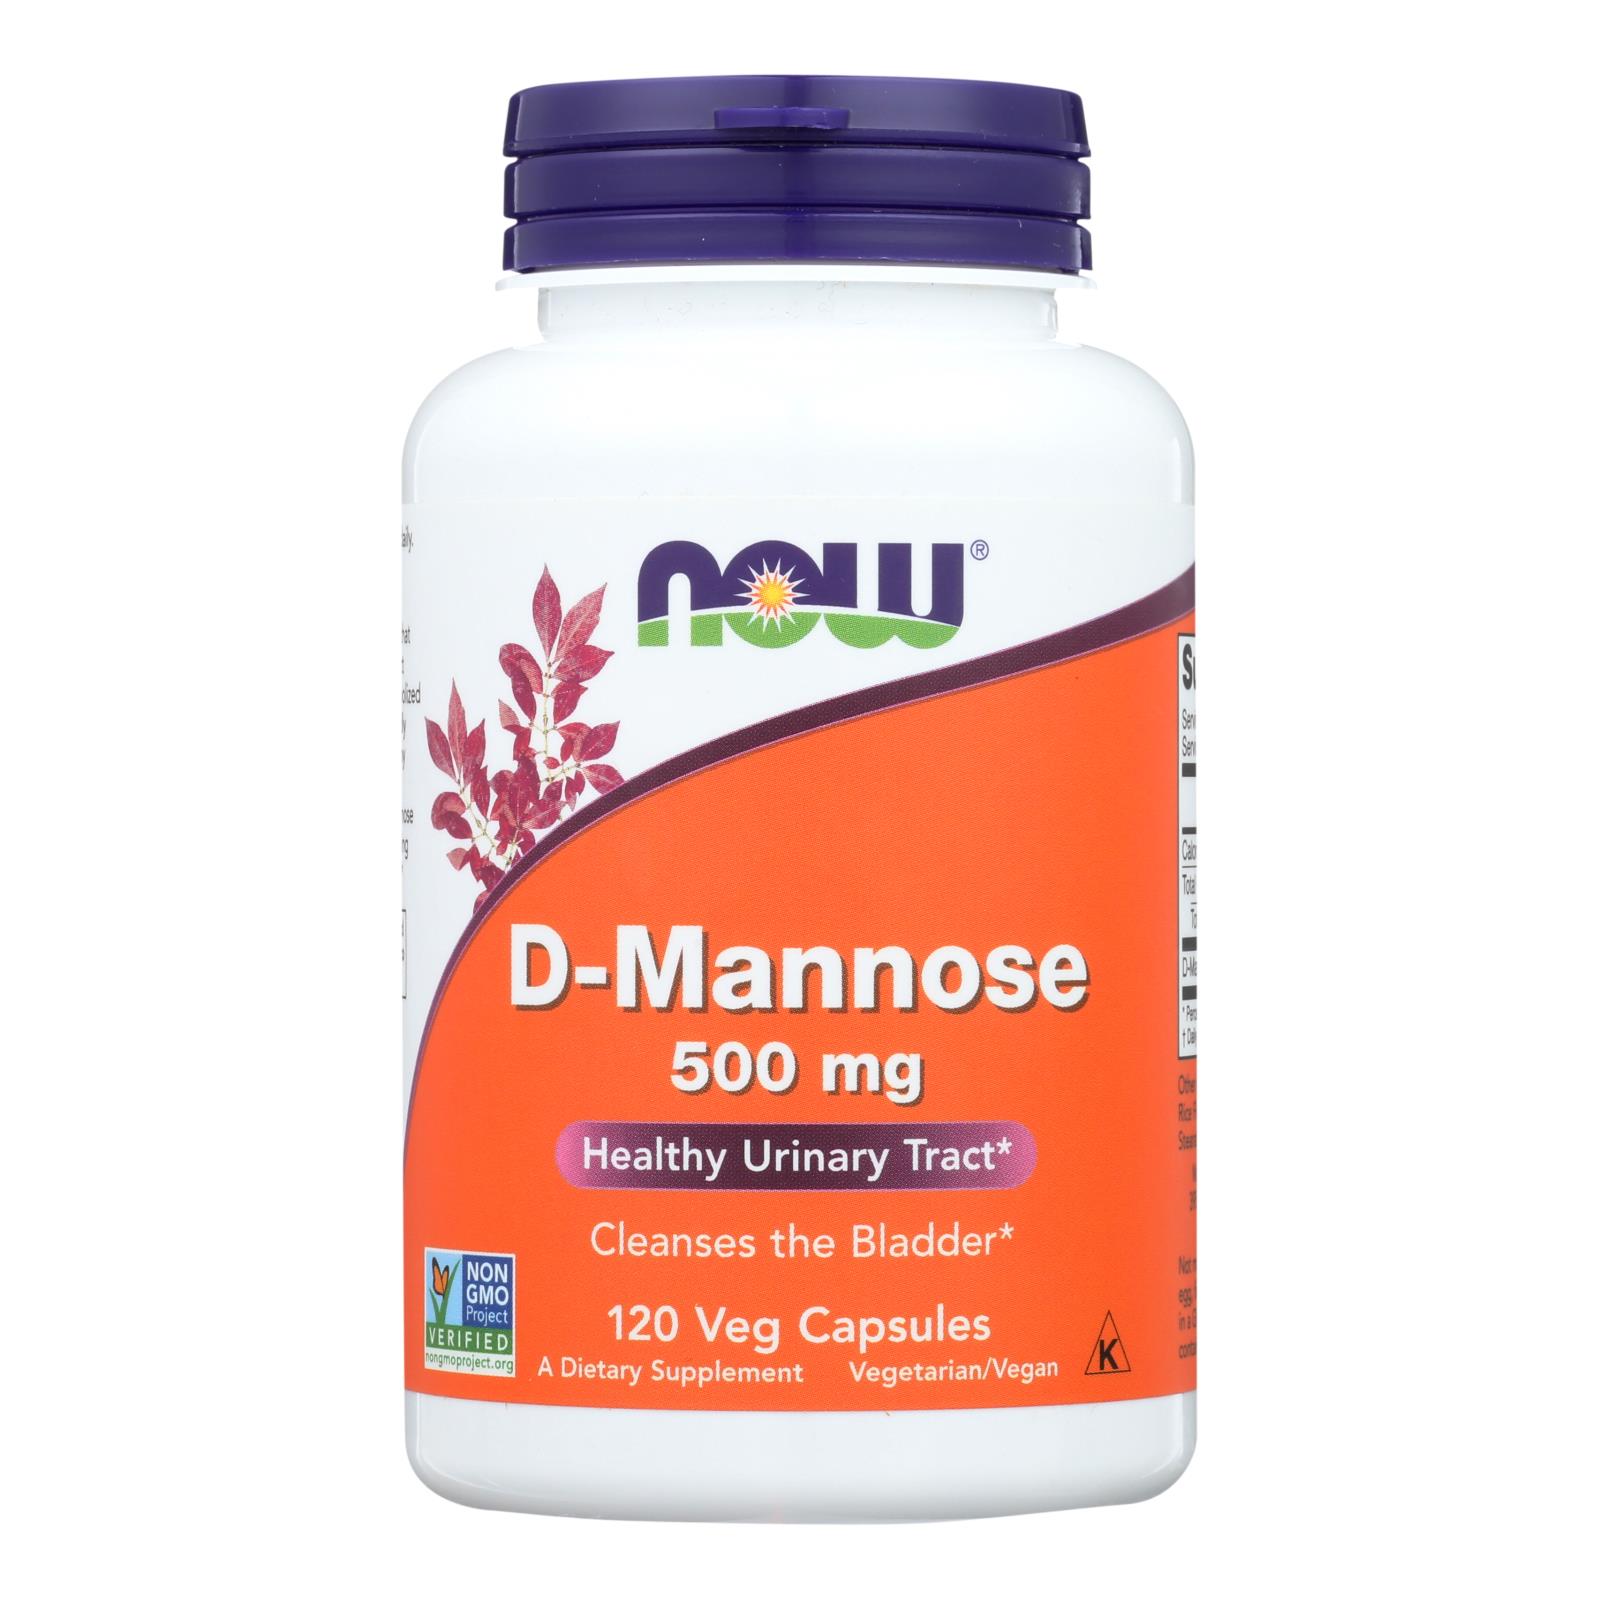 now®
D-Mannose
500 mg
Healthy Urinary Tract*
Cleanses the Bladder*
120 Veg Capsules
A Dietary Supplement Vegetarian/Vegan
NON
GMO
Project
VERIFIED
nongmoproject.org
K